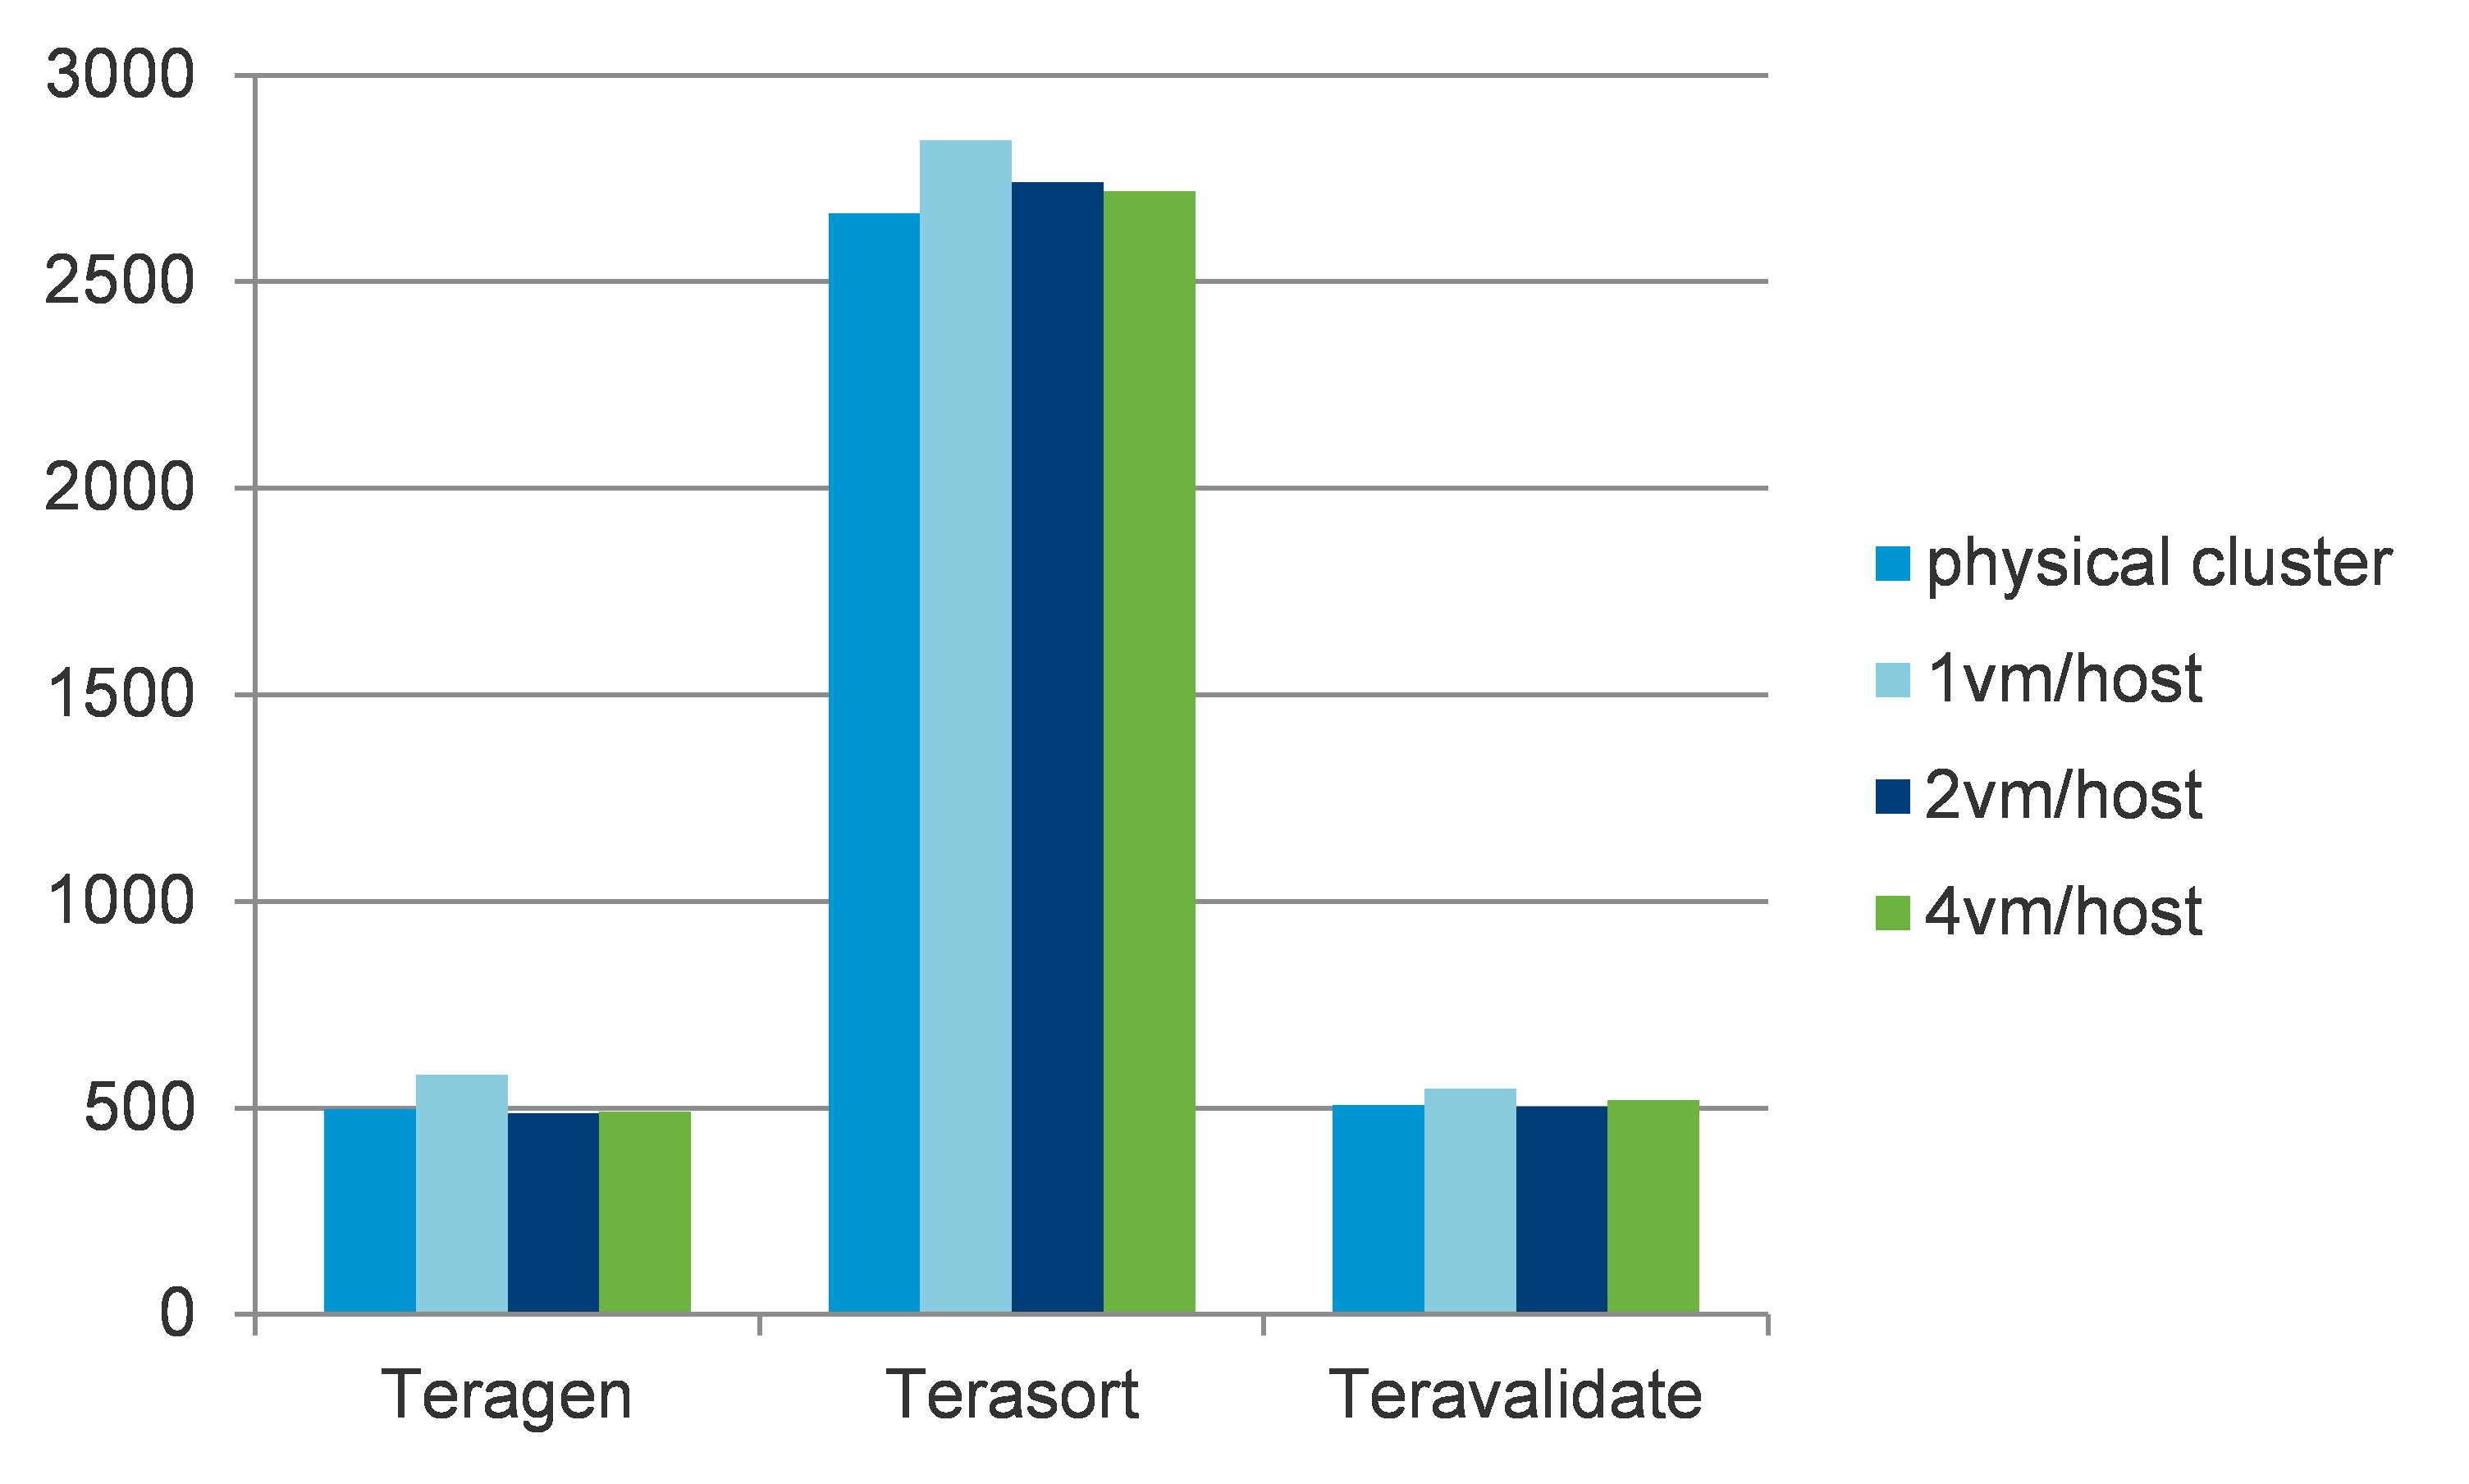 3000
2500
2000
1500
1000
500
0
Teragen
Terasort
Teravalidate
physical cluster
1vm/host
2vm/host
4vm/host